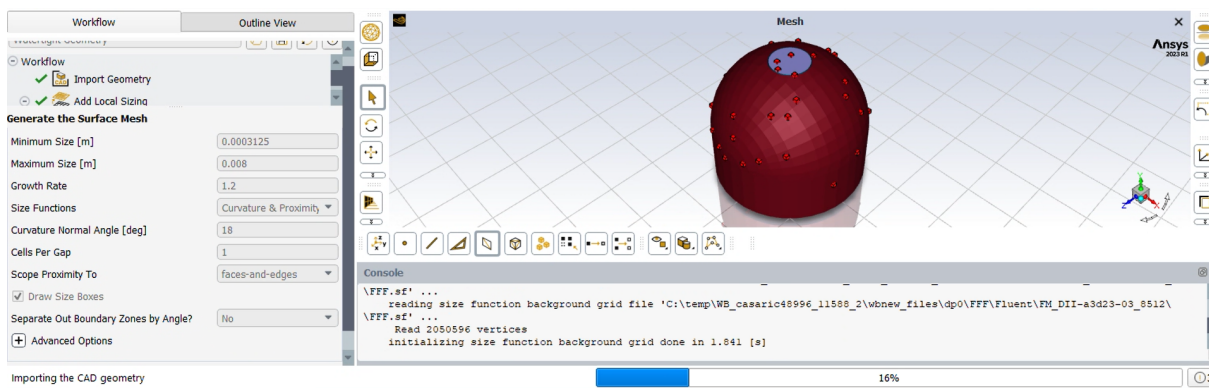 Workflow
Outline View
Watertight Geometry
Workflow
Import Geometry
Add Local Sizing
Generate the Surface Mesh
Minimum Size [m] 0.0003125
Maximum Size [m] 0.008
Growth Rate 1.2
Size Functions Curvature & Proximity
Curvature Normal Angle [deg] 18
Cells Per Gap 1
Scope Proximity To faces-and-edges
Draw Size Boxes
Separate Out Boundary Zones by Angle? No
Advanced Options
Mesh
Ansys
2023 R1
Console
\FFF.sf' ...
reading size function background grid file 'C:\temp\WB_casaric48996_11588_2\wbnew_files\dp0\FFF\Fluent\FM_DII-a3d23-03_8512\
\FFF.sf' ...
Read 2050596 vertices
initializing size function background grid done in 1.841 [s]
Importing the CAD geometry
16%